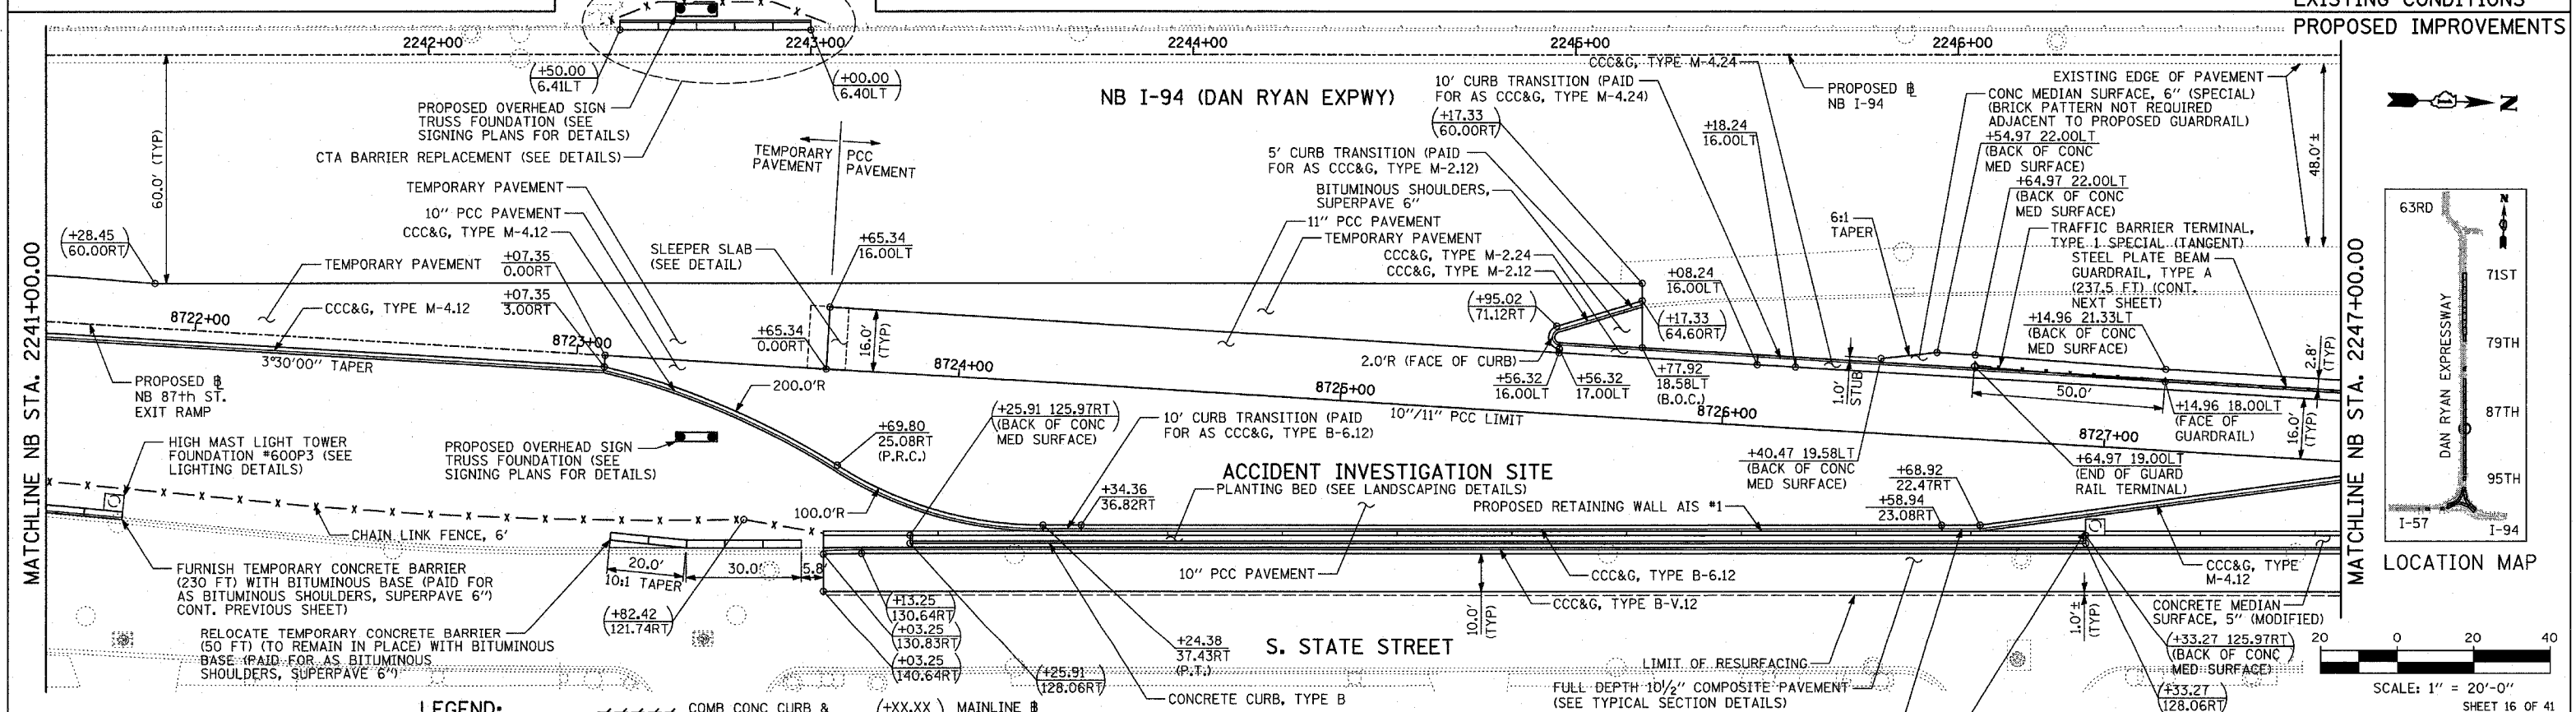 EXISTING CONDITIONS
PROPOSED IMPROVEMENTS
2242+00
2243+00
2244+00
2245+00
2246+00
(+50.00
6.41LT)
(+00.00
6.40LT)
PROPOSED OVERHEAD SIGN
TRUSS FOUNDATION (SEE
SIGNING PLANS FOR DETAILS)
CTA BARRIER REPLACEMENT (SEE DETAILS)
60.0' (TYP)
TEMPORARY
PAVEMENT
PCC
PAVEMENT
NB I-94 (DAN RYAN EXPWY)
CCC&G, TYPE M-4.24
10' CURB TRANSITION (PAID
FOR AS CCC&G, TYPE M-4.24)
(+17.33
60.00RT)
+18.24
16.00LT
PROPOSED ⅊
NB I-94
EXISTING EDGE OF PAVEMENT
CONC MEDIAN SURFACE, 6" (SPECIAL)
(BRICK PATTERN NOT REQUIRED
ADJACENT TO PROPOSED GUARDRAIL)
+54.97 22.00LT
(BACK OF CONC
MED SURFACE)
+64.97 22.00LT
(BACK OF CONC
MED SURFACE)
48.0'±
N
5' CURB TRANSITION (PAID
FOR AS CCC&G, TYPE M-2.12)
BITUMINOUS SHOULDERS,
SUPERPAVE 6"
11" PCC PAVEMENT
TEMPORARY PAVEMENT
CCC&G, TYPE M-2.24
CCC&G, TYPE M-2.12
6:1
TAPER
TRAFFIC BARRIER TERMINAL,
TYPE 1 SPECIAL (TANGENT)
STEEL PLATE BEAM
GUARDRAIL, TYPE A
(237.5 FT) (CONT.
NEXT SHEET)
+14.96 21.33LT
(BACK OF CONC
MED SURFACE)
TEMPORARY PAVEMENT
10" PCC PAVEMENT
CCC&G, TYPE M-4.12
(+28.45
60.00RT)
TEMPORARY PAVEMENT
+07.35
0.00RT
SLEEPER SLAB
(SEE DETAIL)
+65.34
16.00LT
CCC&G, TYPE M-4.12
+07.35
3.00RT
(+95.02
71.12RT)
+08.24
16.00LT
(+17.33
64.60RT)
MATCHLINE NB STA. 2241+00.00
MATCHLINE NB STA. 2247+00.00
8722+00
8723+00
8724+00
8725+00
8726+00
8727+00
3°30'00" TAPER
+65.34
0.00RT
16.0'
(TYP)
2.0'R (FACE OF CURB)
+56.32
16.00LT
+56.32
17.00LT
+77.92
18.58LT
(B.O.C.)
1.0'
STUB
50.0'
2.8'
(TYP)
16.0'
(TYP)
+14.96 18.00LT
(FACE OF
GUARDRAIL)
PROPOSED ⅊
NB 87th ST.
EXIT RAMP
200.0'R
10"/11" PCC LIMIT
(+25.91 125.97RT)
(BACK OF CONC
MED SURFACE)
10' CURB TRANSITION (PAID
FOR AS CCC&G, TYPE B-6.12)
+40.47 19.58LT
(BACK OF CONC
MED SURFACE)
+64.97 19.00LT
(END OF GUARD
RAIL TERMINAL)
HIGH MAST LIGHT TOWER
FOUNDATION #600P3 (SEE
LIGHTING DETAILS)
PROPOSED OVERHEAD SIGN
TRUSS FOUNDATION (SEE
SIGNING PLANS FOR DETAILS)
+69.80
25.08RT
(P.R.C.)
ACCIDENT INVESTIGATION SITE
PLANTING BED (SEE LANDSCAPING DETAILS)
PROPOSED RETAINING WALL AIS #1
+34.36
36.82RT
+68.92
22.47RT
+58.94
23.08RT
100.0'R
CHAIN LINK FENCE, 6'
20.0'
10:1 TAPER
30.0'
5.8'
FURNISH TEMPORARY CONCRETE BARRIER
(230 FT) WITH BITUMINOUS BASE (PAID FOR
AS BITUMINOUS SHOULDERS, SUPERPAVE 6")
CONT. PREVIOUS SHEET)
10" PCC PAVEMENT
CCC&G, TYPE B-6.12
CCC&G, TYPE
M-4.12
CCC&G, TYPE B-V.12
(+82.42
121.74RT)
(+13.25
130.64RT)
(+03.25
130.83RT)
(+03.25
140.64RT)
RELOCATE TEMPORARY CONCRETE BARRIER
(50 FT) (TO REMAIN IN PLACE) WITH BITUMINOUS
BASE (PAID FOR AS BITUMINOUS
SHOULDERS, SUPERPAVE 6")
+24.38
37.43RT
(P.T.)
10.0'
(TYP)
1.0'±
(TYP)
CONCRETE MEDIAN
SURFACE, 5" (MODIFIED)
(+33.27 125.97RT)
(BACK OF CONC
MED SURFACE)
S. STATE STREET
(+25.91
128.06RT)
CONCRETE CURB, TYPE B
LIMIT OF RESURFACING
FULL DEPTH 10½" COMPOSITE PAVEMENT
(SEE TYPICAL SECTION DETAILS)
(+33.27
128.06RT)
63RD
N
71ST
79TH
87TH
95TH
DAN RYAN EXPRESSWAY
I-57
I-94
LOCATION MAP
20 0 20 40
SCALE: 1" = 20'-0"
SHEET 16 OF 41
LEGEND:
COMB CONC CURB &
(+XX.XX) MAINLINE ⅊